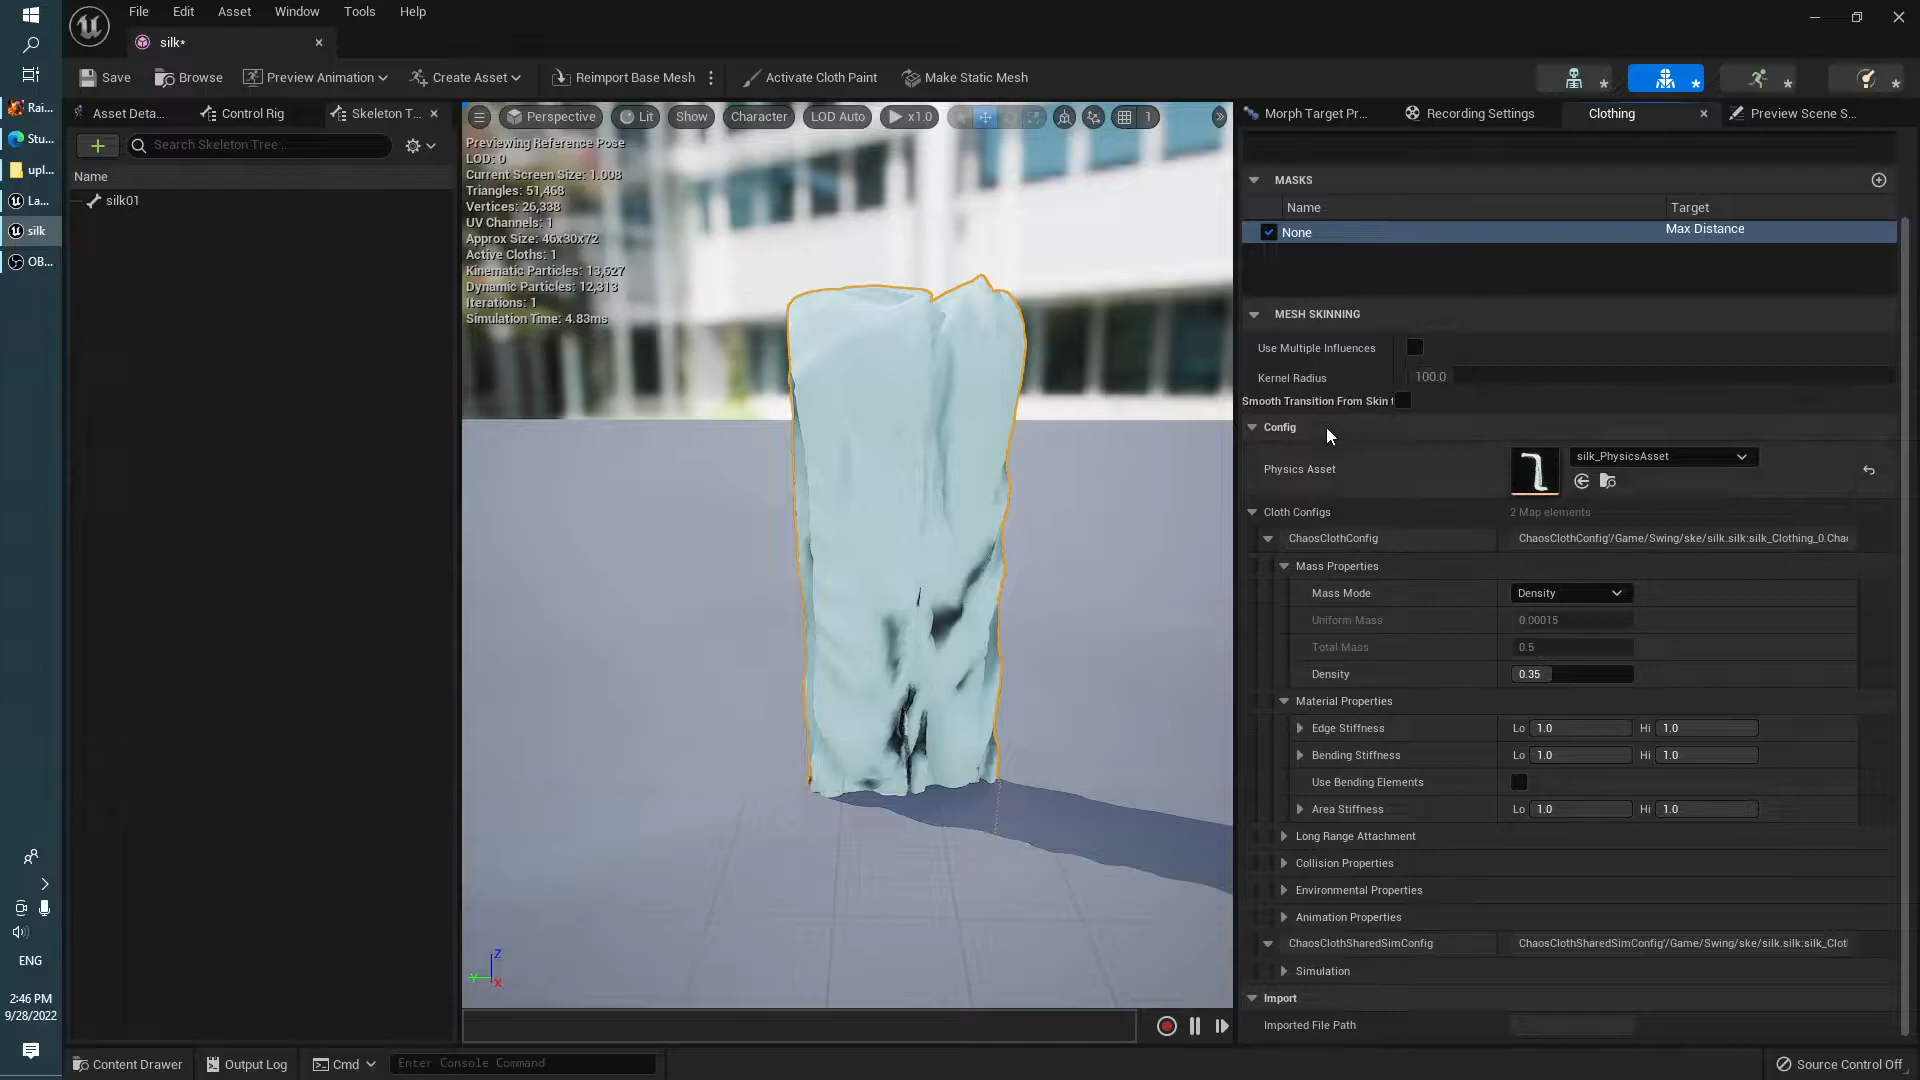 File Edit Asset Window Tools Help
silk*
Save Browse Preview Animation Create Asset Reimport Base Mesh Activate Cloth Paint Make Static Mesh
Rai...
Stu...
upl...
La...
silk
OB...
ENG
2:46 PM
9/28/2022
Asset Deta... Control Rig Skeleton T...
Search Skeleton Tree...
Name
silk01
Perspective Lit Show Character LOD Auto x1.0 1
Previewing Reference Pose
LOD: 0
Current Screen Size: 1.008
Triangles: 51,468
Vertices: 26,338
UV Channels: 1
Approx Size: 46x30x72
Active Cloths: 1
Kinematic Particles: 13,627
Dynamic Particles: 12,313
Iterations: 1
Simulation Time: 4.83ms
Z
Y
X
Morph Target Pr... Recording Settings Clothing Preview Scene S...
MASKS
Name Target
None Max Distance
MESH SKINNING
Use Multiple Influences
Kernel Radius 100.0
Smooth Transition From Skin t
Config
Physics Asset silk_PhysicsAsset
Cloth Configs 2 Map elements
ChaosClothConfig ChaosClothConfig'/Game/Swing/ske/silk.silk:silk_Clothing_0.Chao
Mass Properties
Mass Mode Density
Uniform Mass 0.00015
Total Mass 0.5
Density 0.35
Material Properties
Edge Stiffness Lo 1.0 Hi 1.0
Bending Stiffness Lo 1.0 Hi 1.0
Use Bending Elements
Area Stiffness Lo 1.0 Hi 1.0
Long Range Attachment
Collision Properties
Environmental Properties
Animation Properties
ChaosClothSharedSimConfig ChaosClothSharedSimConfig'/Game/Swing/ske/silk.silk:silk_Clot
Simulation
Import
Imported File Path
Content Drawer Output Log Cmd Enter Console Command Source Control Off